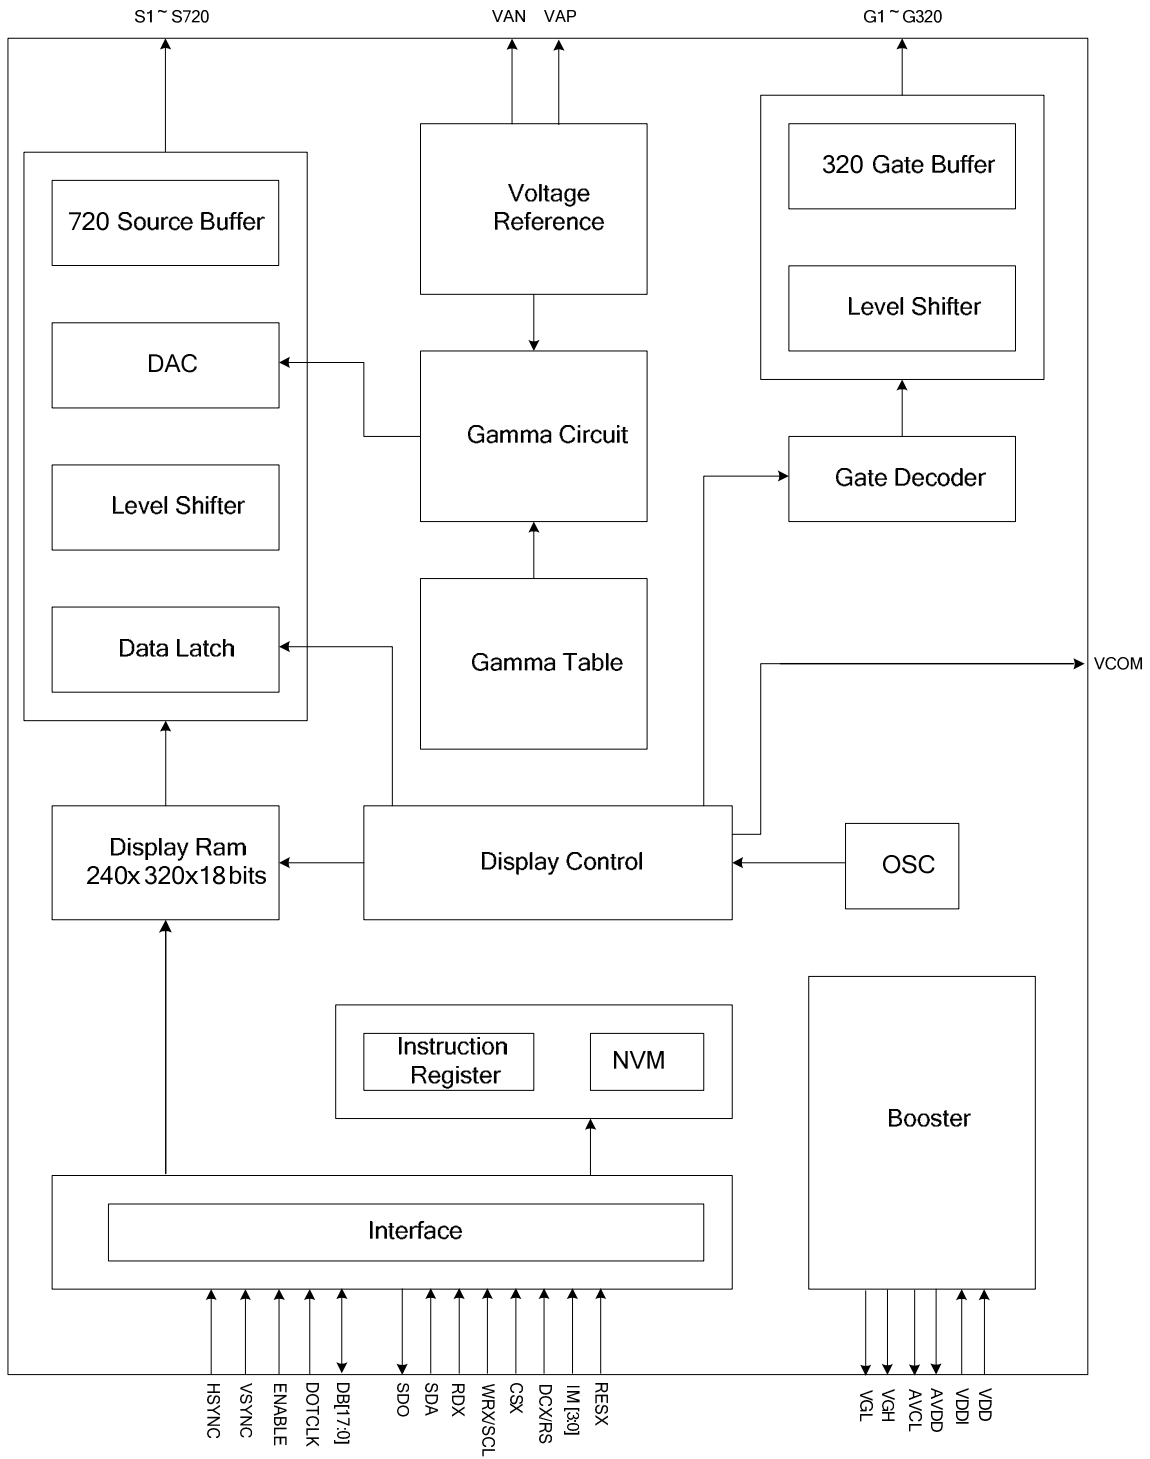 S1~S720
VAN
VAP
G1~G320
720 Source Buffer
DAC
Level Shifter
Data Latch
Voltage
Reference
Gamma Circuit
Gamma Table
320 Gate Buffer
Level Shifter
Gate Decoder
VCOM
Display Ram
240x320x18bits
Display Control
OSC
Instruction
Register
NVM
Booster
Interface
HSYNC
VSYNC
ENABLE
DOTCLK
DB[17:0]
SDO
SDA
RDX
WRX/SCL
CSX
DCX/RS
IM[3:0]
RESX
VGL
VGH
AVCL
AVDD
VDDI
VDD